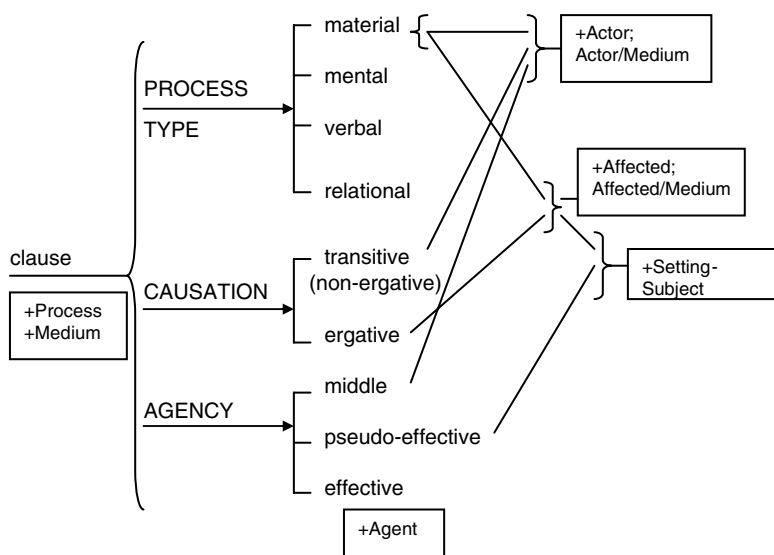 material
mental
PROCESS
TYPE
verbal
relational
+Actor;
Actor/Medium
+Affected;
Affected/Medium
clause
+Process
+Medium
CAUSATION
transitive
(non-ergative)
ergative
+Setting-
Subject
AGENCY
middle
pseudo-effective
effective
+Agent